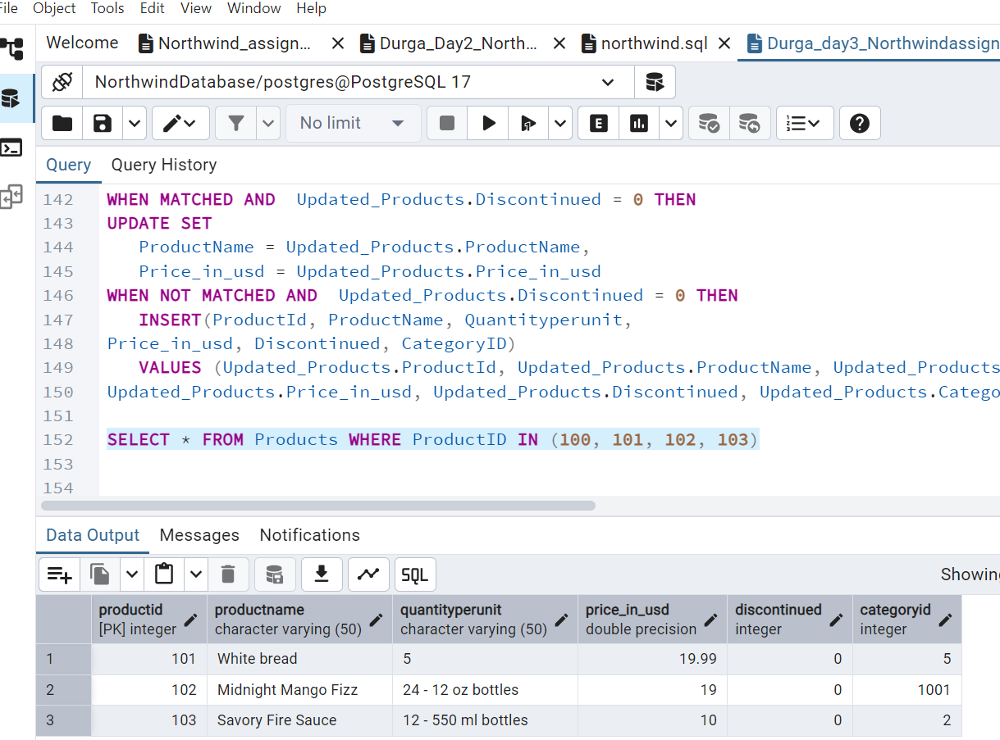 File Object Tools Edit View Window Help
Welcome Northwind_assign... Durga_Day2_North... northwind.sql Durga_day3_Northwindassign
NorthwindDatabase/postgres@PostgreSQL 17
No limit E
Query Query History
142 WHEN MATCHED AND  Updated_Products.Discontinued = 0 THEN
143 UPDATE SET
144    ProductName = Updated_Products.ProductName,
145    Price_in_usd = Updated_Products.Price_in_usd
146 WHEN NOT MATCHED AND  Updated_Products.Discontinued = 0 THEN
147    INSERT(ProductId, ProductName, Quantityperunit,
148 Price_in_usd, Discontinued, CategoryID)
149    VALUES (Updated_Products.ProductId, Updated_Products.ProductName, Updated_Products
150 Updated_Products.Price_in_usd, Updated_Products.Discontinued, Updated_Products.Catego
151
152 SELECT * FROM Products WHERE ProductID IN (100, 101, 102, 103)
153
154
Data Output Messages Notifications
SQL Showing
productid productname quantityperunit price_in_usd discontinued categoryid
[PK] integer character varying (50) character varying (50) double precision integer integer
1 101 White bread 5 19.99 0 5
2 102 Midnight Mango Fizz 24 - 12 oz bottles 19 0 1001
3 103 Savory Fire Sauce 12 - 550 ml bottles 10 0 2